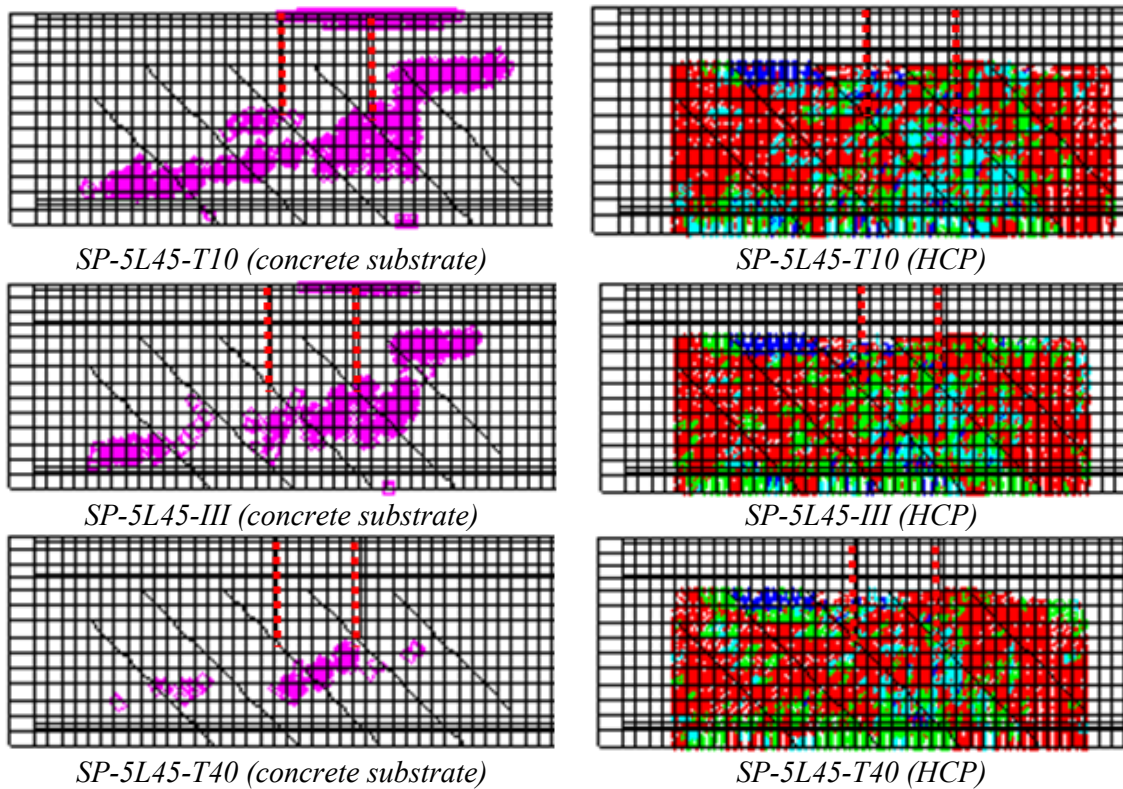 SP-5L45-T10 (concrete substrate)
SP-5L45-T10 (HCP)
SP-5L45-III (concrete substrate)
SP-5L45-III (HCP)
SP-5L45-T40 (concrete substrate)
SP-5L45-T40 (HCP)